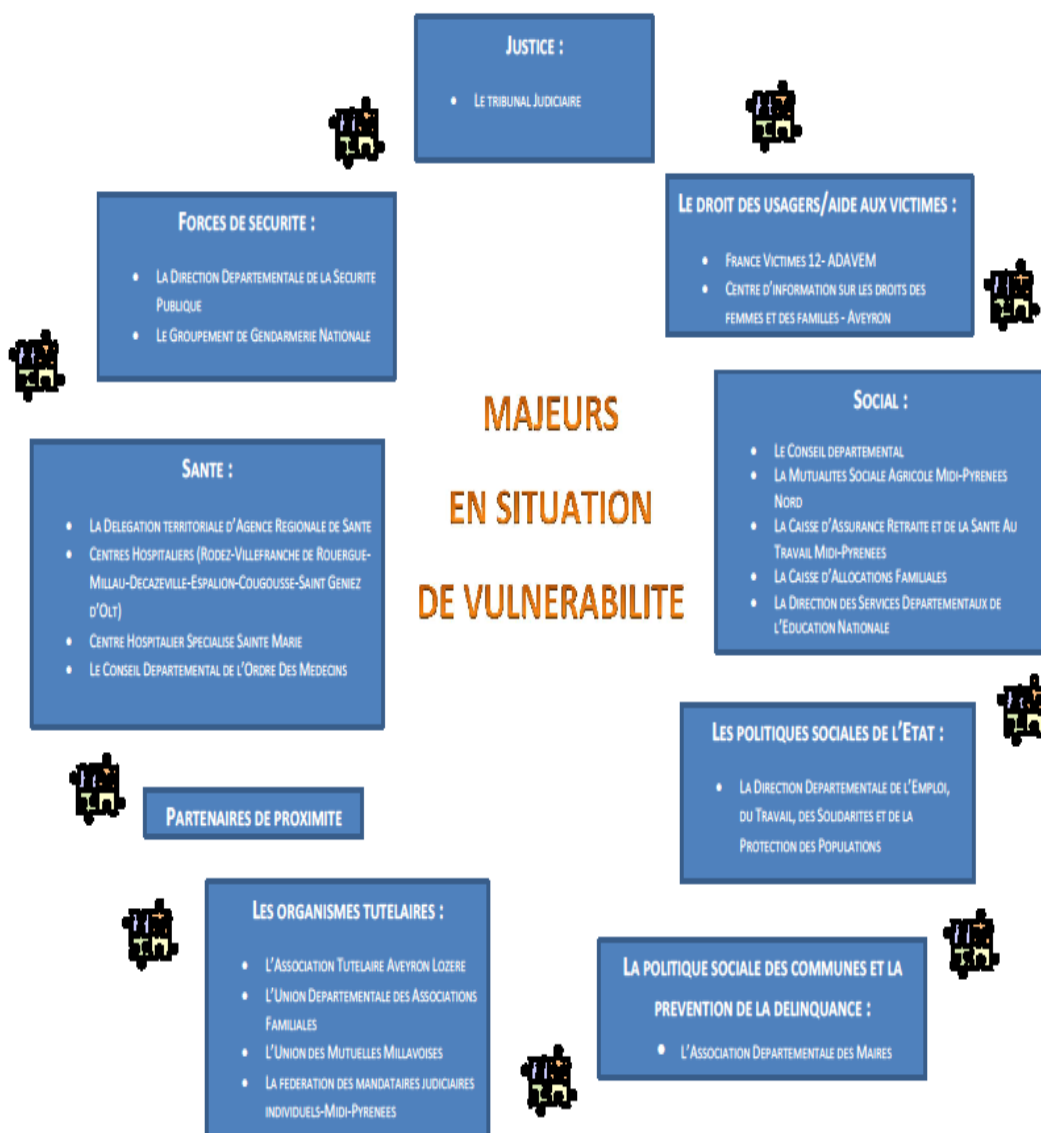 JUSTICE :
• LE TRIBUNAL JUDICIAIRE
LE DROIT DES USAGERS/AIDE AUX VICTIMES :
• FRANCE VICTIMES 12- ADAVEM
• CENTRE D'INFORMATION SUR LES DROITS DES
FEMMES ET DES FAMILLES - AVEYRON
FORCES DE SECURITE :
• LA DIRECTION DEPARTEMENTALE DE LA SECURITE
PUBLIQUE
• LE GROUPEMENT DE GENDARMERIE NATIONALE
MAJEURS
EN SITUATION
DE VULNERABILITE
SOCIAL :
• LE CONSEIL DEPARTEMENTAL
• LA MUTUALITES SOCIALE AGRICOLE MIDI-PYRENEES
NORD
• LA CAISSE D'ASSURANCE RETRAITE ET DE LA SANTE AU
TRAVAIL MIDI-PYRENEES
• LA CAISSE D'ALLOCATIONS FAMILIALES
• LA DIRECTION DES SERVICES DEPARTEMENTAUX DE
L'EDUCATION NATIONALE
SANTE :
• LA DELEGATION TERRITORIALE D'AGENCE REGIONALE DE SANTE
• CENTRES HOSPITALIERS (RODEZ-VILLEFRANCHE DE ROUERGUE-
MILLAU-DECAZEVILLE-ESPALION-COUGOUSSE-SAINT GENIEZ
D'OLT)
• CENTRE HOSPITALIER SPECIALISE SAINTE MARIE
• LE CONSEIL DEPARTEMENTAL DE L'ORDRE DES MEDECINS
LES POLITIQUES SOCIALES DE L'ETAT :
• LA DIRECTION DEPARTEMENTALE DE L'EMPLOI,
DU TRAVAIL, DES SOLIDARITES ET DE LA
PROTECTION DES POPULATIONS
PARTENAIRES DE PROXIMITE
LES ORGANISMES TUTELAIRES :
• L'ASSOCIATION TUTELAIRE AVEYRON LOZERE
• L'UNION DEPARTEMENTALE DES ASSOCIATIONS
FAMILIALES
• L'UNION DES MUTUELLES MILLAVOISES
• LA FEDERATION DES MANDATAIRES JUDICIAIRES
INDIVIDUELS-MIDI-PYRENEES
LA POLITIQUE SOCIALE DES COMMUNES ET LA
PREVENTION DE LA DELINQUANCE :
• L'ASSOCIATION DEPARTEMENTALE DES MAIRES